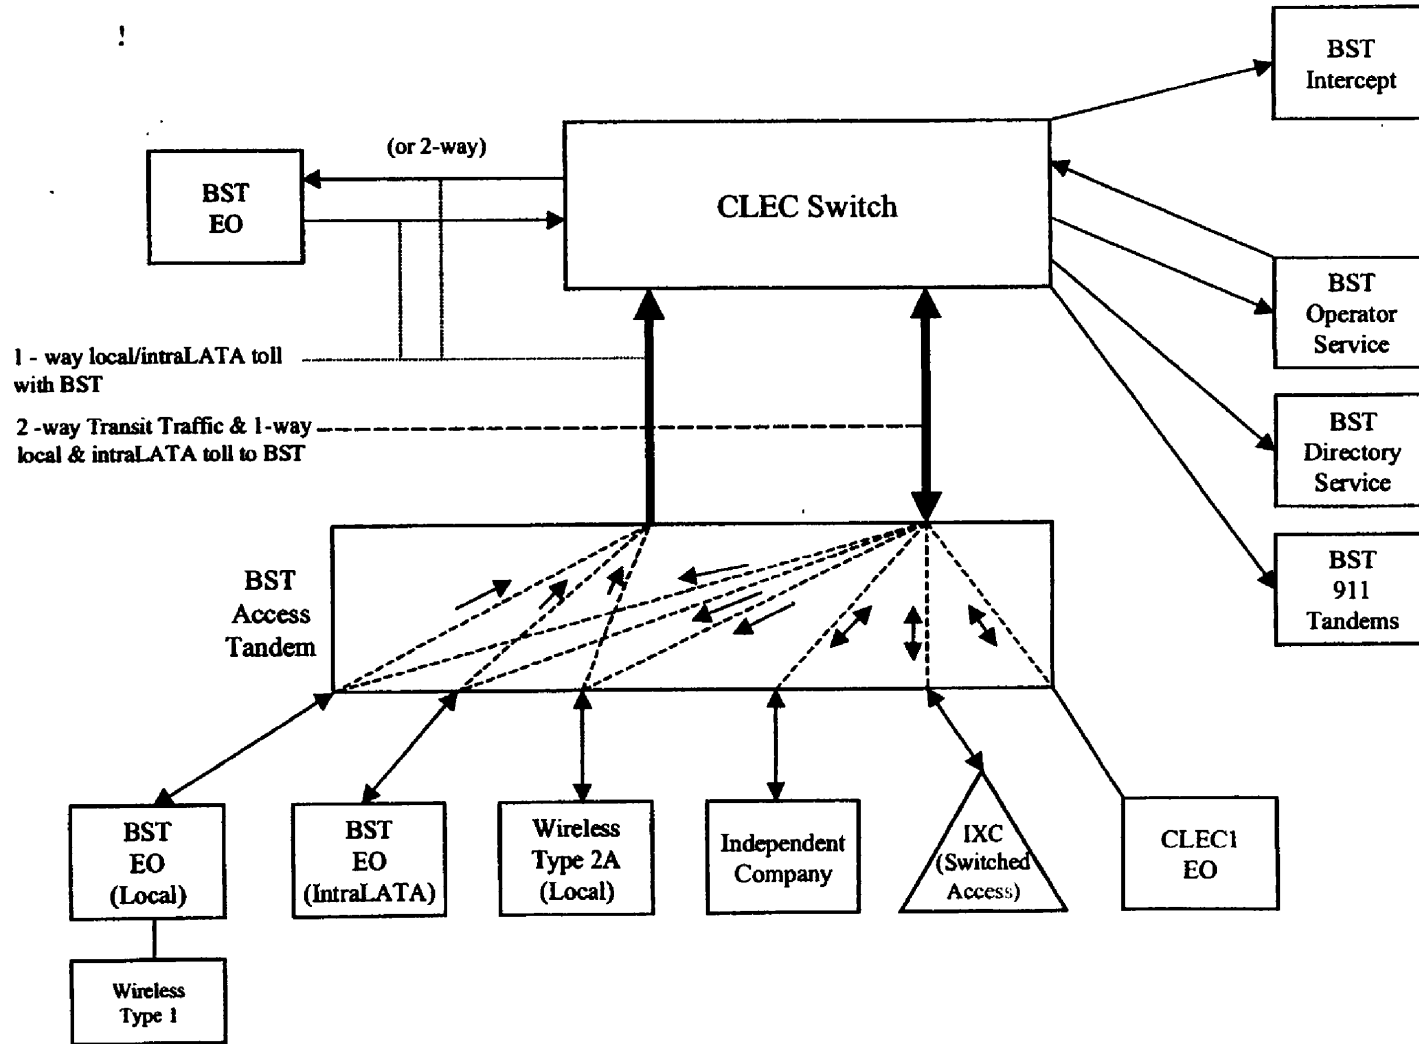 !
BST
Intercept
(or 2-way)
BST
EO
CLEC Switch
BST
Operator
Service
1 - way local/intraLATA toll
with BST
2 -way Transit Traffic & 1-way
local & intraLATA toll to BST
BST
Directory
Service
BST
911
Tandems
BST
Access
Tandem
BST
EO
(Local)
BST
EO
(IntraLATA)
Wireless
Type 2A
(Local)
Independent
Company
IXC
(Switched
Access)
CLEC1
EO
Wireless
Type 1